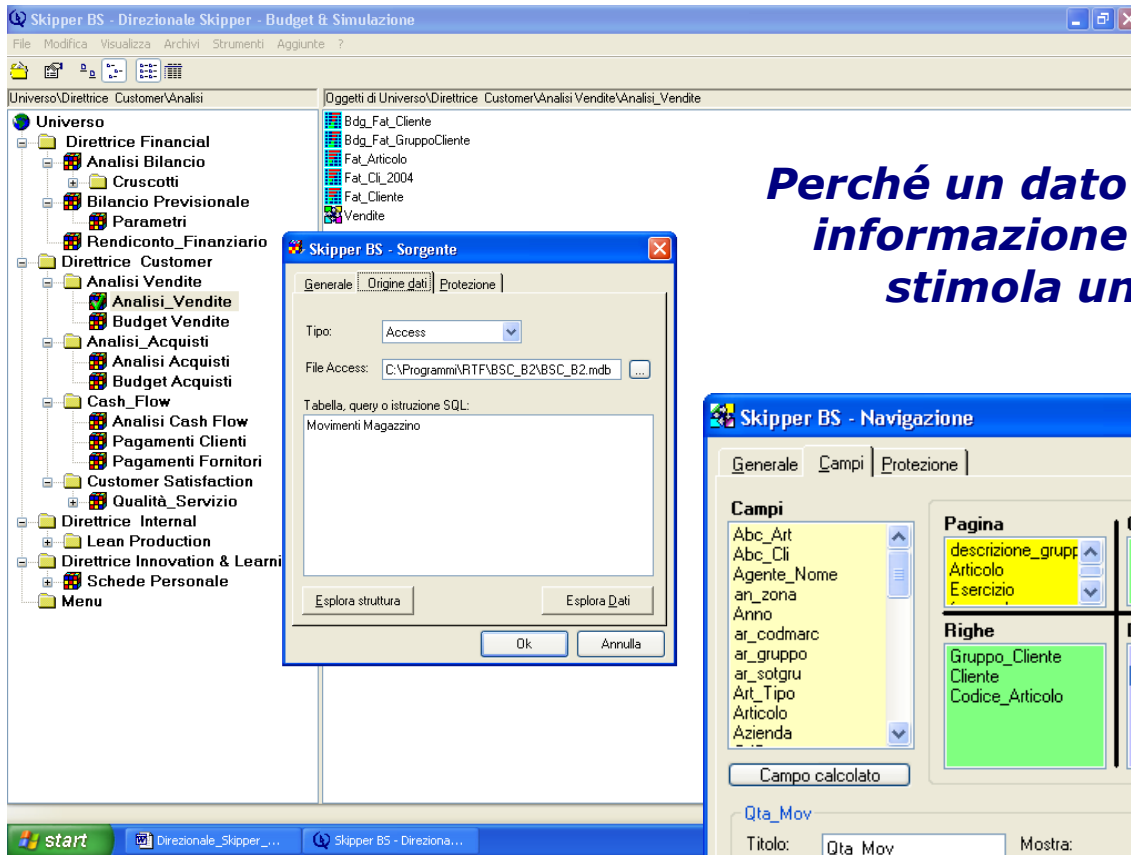 Skipper BS - Direzionale Skipper - Budget & Simulazione
File Modifica Visualizza Archivi Strumenti Aggiunte ?
Universo\Direttrice Customer\Analisi
Oggetti di Universo\Direttrice Customer\Analisi Vendite\Analisi_Vendite
Universo
Direttrice Financial
Analisi Bilancio
Cruscotti
Bilancio Previsionale
Parametri
Rendiconto_Finanziario
Direttrice Customer
Analisi Vendite
Analisi_Vendite
Budget Vendite
Analisi_Acquisti
Analisi Acquisti
Budget Acquisti
Cash_Flow
Analisi Cash Flow
Pagamenti Clienti
Pagamenti Fornitori
Customer Satisfaction
Qualità_Servizio
Direttrice Internal
Lean Production
Direttrice Innovation & Learni
Schede Personale
Menu
Bdg_Fat_Cliente
Bdg_Fat_GruppoCliente
Fat_Articolo
Fat_Cli_2004
Fat_Cliente
Vendite
Perché un dato
informazione
stimola un
Skipper BS - Sorgente
Generale Origine dati Protezione
Tipo: Access
File Access: C:\Programmi\RTF\BSC_B2\BSC_B2.mdb ...
Tabella, query o istruzione SQL:
Movimenti Magazzino
Esplora struttura Esplora Dati
Ok Annulla
Skipper BS - Navigazione
Generale Campi Protezione
Campi
Abc_Art
Abc_Cli
Agente_Nome
an_zona
Anno
ar_codmarc
ar_gruppo
ar_sotgru
Art_Tipo
Articolo
Azienda
Campo calcolato
Pagina
descrizione_grupp
Articolo
Esercizio
Righe
Gruppo_Cliente
Cliente
Codice_Articolo
Qta_Mov
Titolo: Qta_Mov Mostra:
start Direzionale_Skipper_... Skipper BS - Direziona...